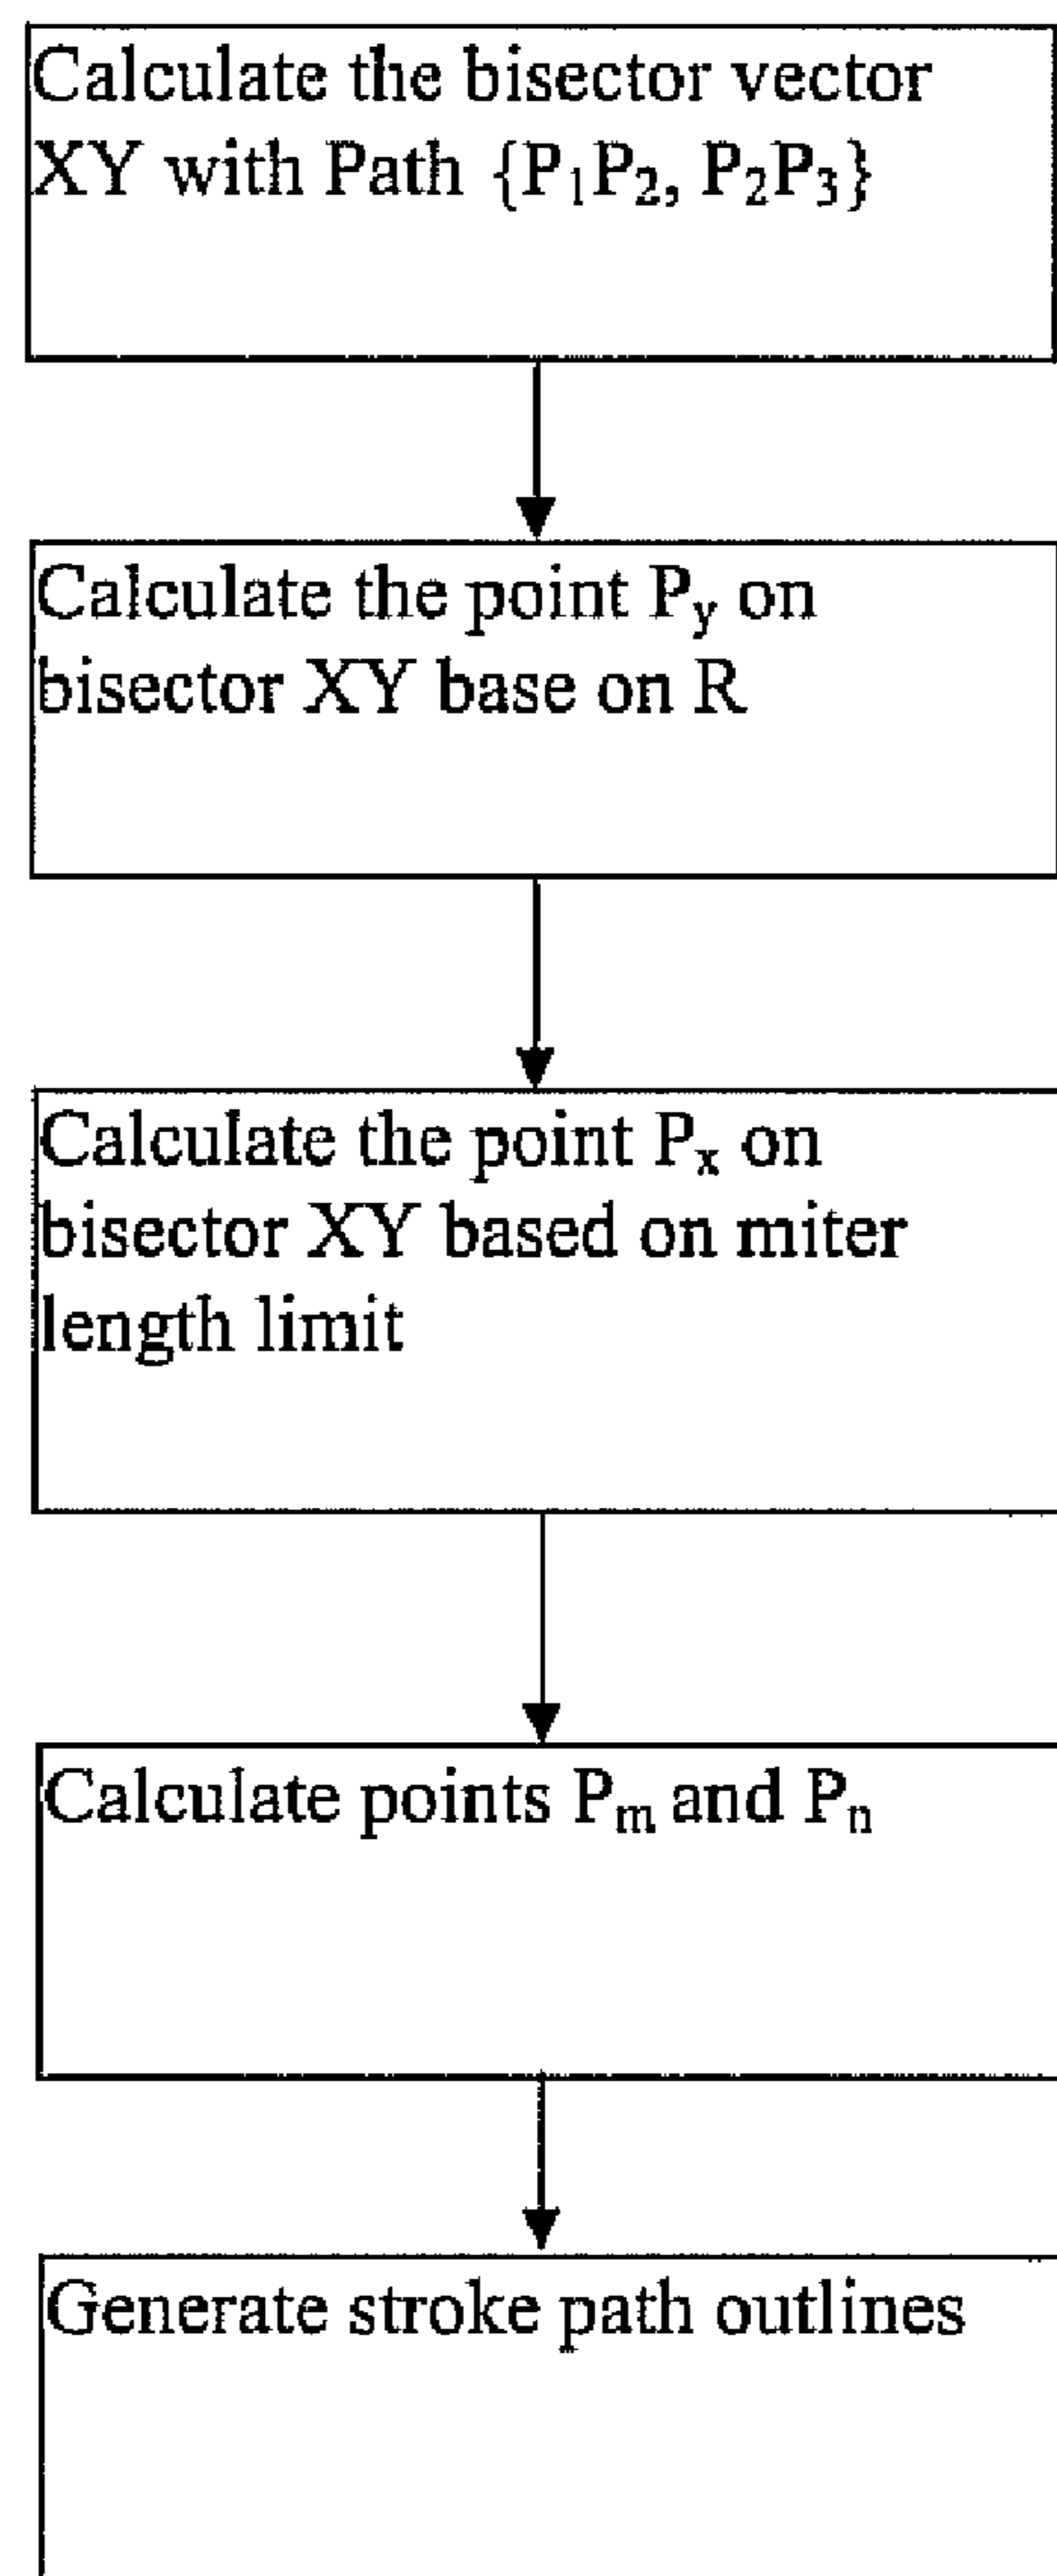 Calculate the bisector vector
XY with Path {P₁P₂, P₂P₃}
Calculate the point Pᵧ on
bisector XY base on R
Calculate the point Pₓ on
bisector XY based on miter
length limit
Calculate points Pₘ and Pₙ
Generate stroke path outlines